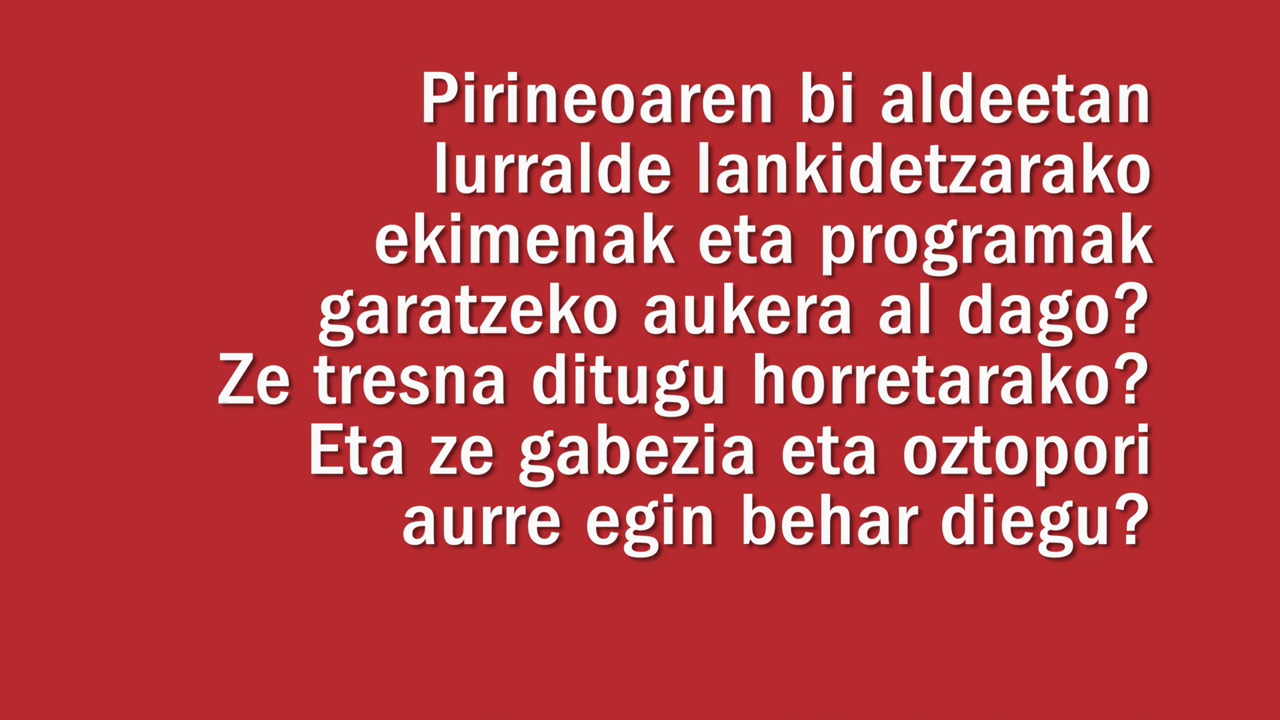 Pirineoaren bi aldeetan
lurralde lankidetzarako
ekimenak eta programak
garatzeko aukera al dago?
Ze tresna ditugu horretarako?
Eta ze gabezia eta oztopori
aurre egin behar diegu?